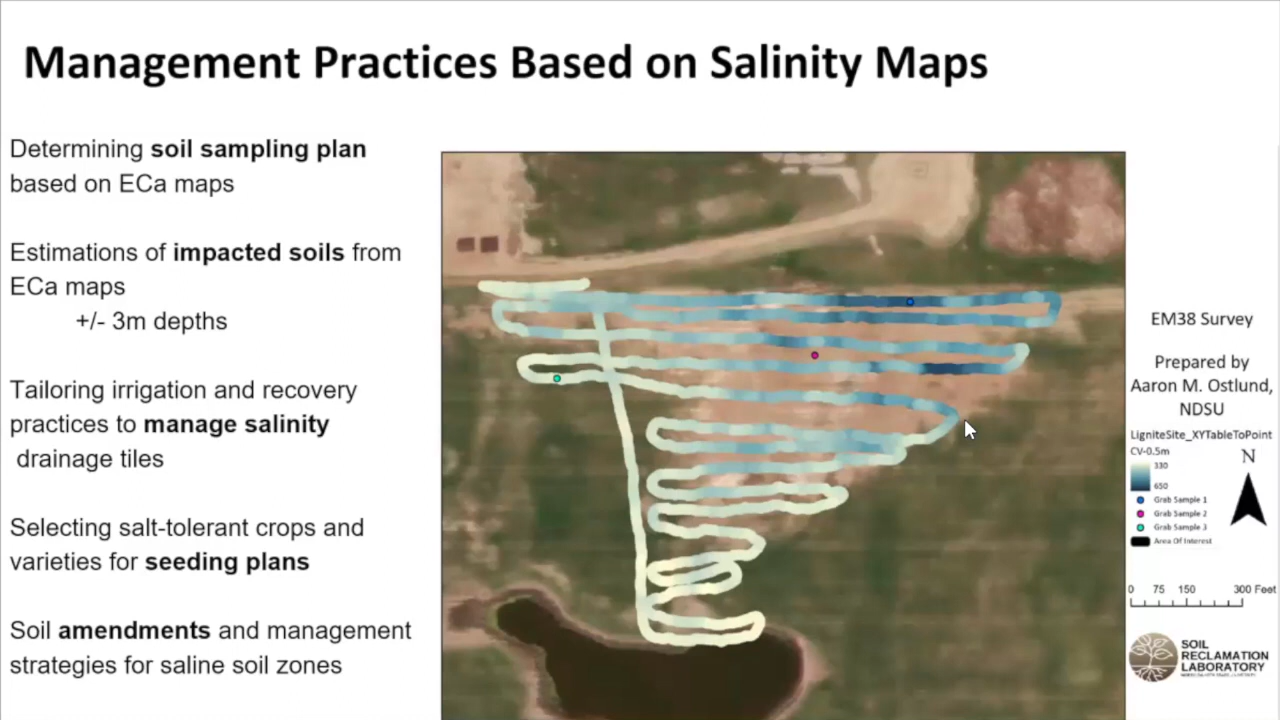 Management Practices Based on Salinity Maps
Determining soil sampling plan
based on ECa maps
Estimations of impacted soils from
ECa maps
+/- 3m depths
Tailoring irrigation and recovery
practices to manage salinity
drainage tiles
Selecting salt-tolerant crops and
varieties for seeding plans
Soil amendments and management
strategies for saline soil zones
EM38 Survey
Prepared by
Aaron M. Ostlund,
NDSU
LigniteSite_XYTableToPoint
CV-0.5m
330
650
Grab Sample 1
Grab Sample 2
Grab Sample 3
Area Of Interest
N
0 75 150 300 Feet
SOIL
RECLAMATION
LABORATORY